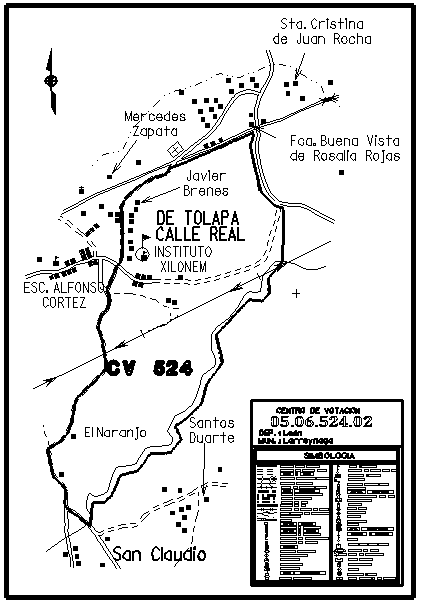 Sta. Cristina
de Juan Rocha
Mercedes
Zapata
Fca. Buena Vista
de Rosalia Rojas
Javier
Brenes
DE TOLAPA
CALLE REAL
INSTITUTO
XILONEM
ESC. ALFONSO
CORTEZ
CV 524
El Naranjo
Santos
Duarte
San Claudio
CENTRO DE VOTACION
05.06.524.02
DEP. : León
MUN. : Larreynaga
SIMBOLOGIA